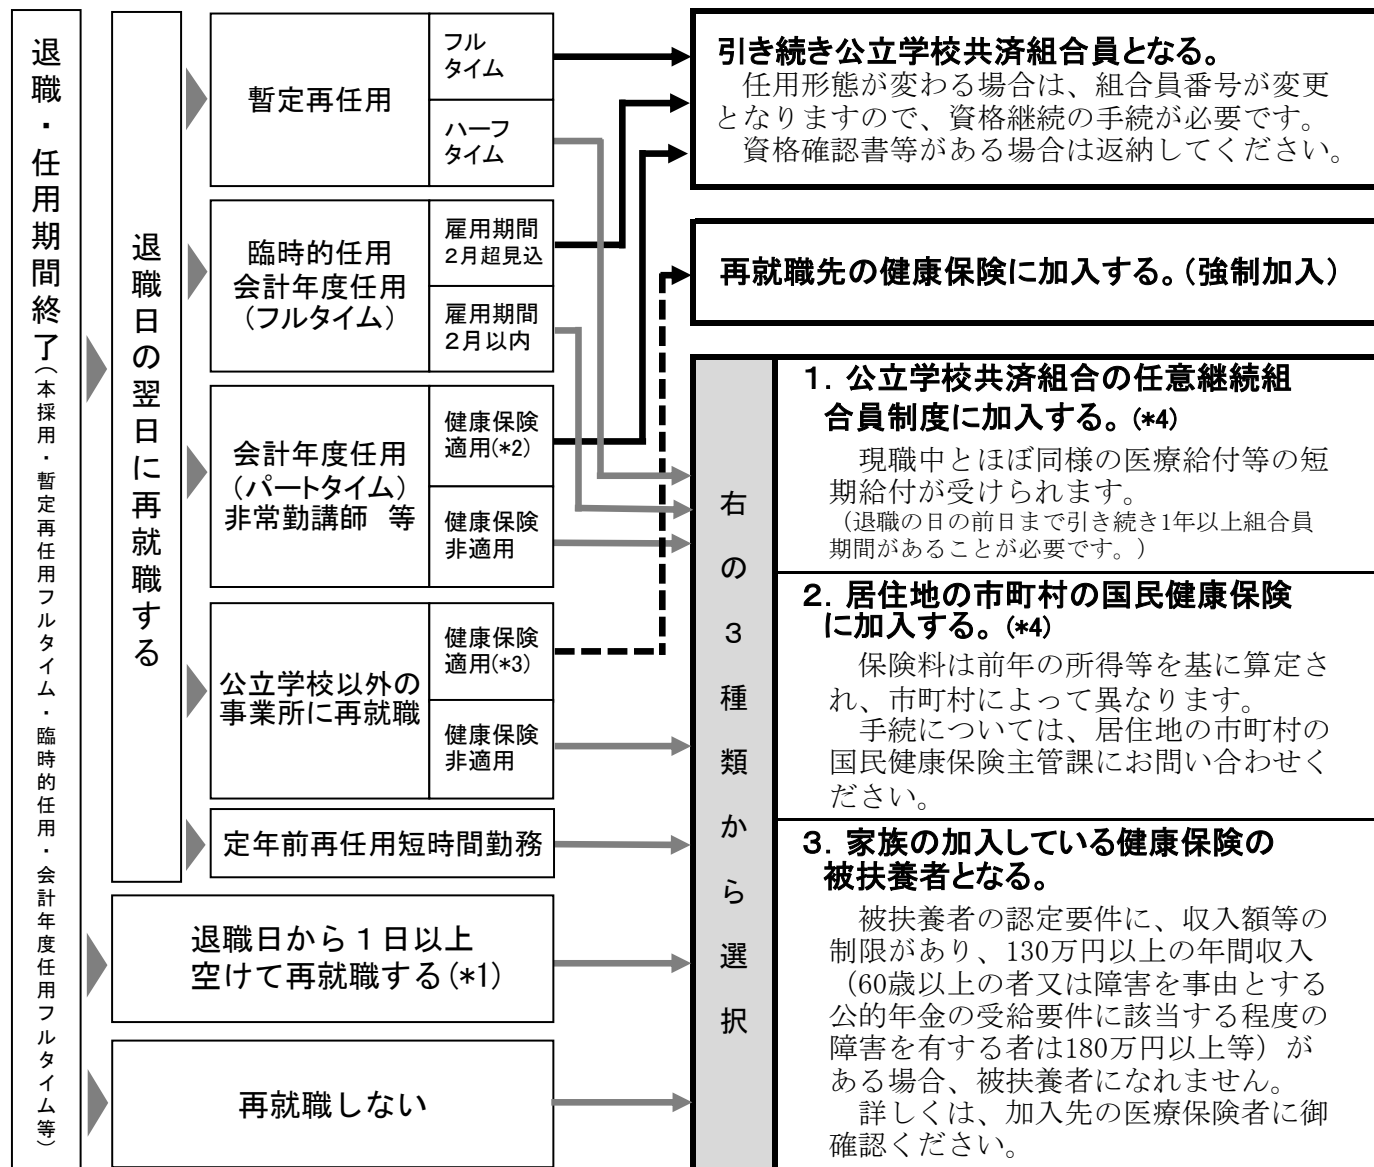 退職・任用期間終了（本採用・暫定再任用フルタイム・臨時的任用・会計年度任用フルタイム等）
退職日の翌日に再就職する
暫定再任用
フル
タイム
ハーフ
タイム
臨時的任用
会計年度任用
（フルタイム）
雇用期間
２月超見込
雇用期間
２月以内
会計年度任用
（パートタイム）
非常勤講師　等
健康保険
適用(*2)
健康保険
非適用
公立学校以外の
事業所に再就職
健康保険
適用(*3)
健康保険
非適用
定年前再任用短時間勤務
退職日から１日以上
空けて再就職する(*1)
再就職しない
引き続き公立学校共済組合員となる。
任用形態が変わる場合は、組合員番号が変更
となりますので、資格継続の手続が必要です。
資格確認書等がある場合は返納してください。
再就職先の健康保険に加入する。（強制加入）
右の３種類から選択
１．公立学校共済組合の任意継続組
合員制度に加入する。(*4)
現職中とほぼ同様の医療給付等の短
期給付が受けられます。
（退職の日の前日まで引き続き1年以上組合員
期間があることが必要です。）
２．居住地の市町村の国民健康保険
に加入する。(*4)
保険料は前年の所得等を基に算定さ
れ、市町村によって異なります。
手続については、居住地の市町村の
国民健康保険主管課にお問い合わせく
ださい。
３．家族の加入している健康保険の
被扶養者となる。
被扶養者の認定要件に、収入額等の
制限があり、130万円以上の年間収入
（60歳以上の者又は障害を事由とする
公的年金の受給要件に該当する程度の
障害を有する者は180万円以上等）が
ある場合、被扶養者になれません。
詳しくは、加入先の医療保険者に御
確認ください。